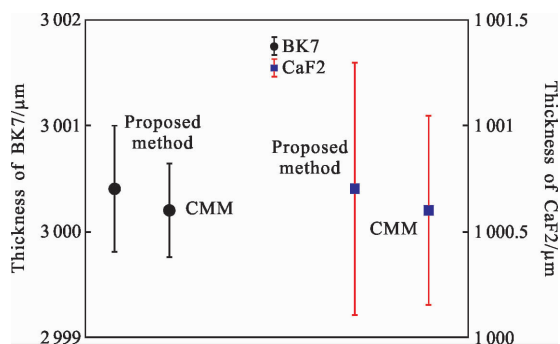 3 002
3 001
3 000
2 999
Thickness of BK7/μm
BK7
CaF2
Proposed
method
CMM
Proposed
method
CMM
1 001.5
1 001
1 000.5
1 000
Thickness of
CaF2/μm